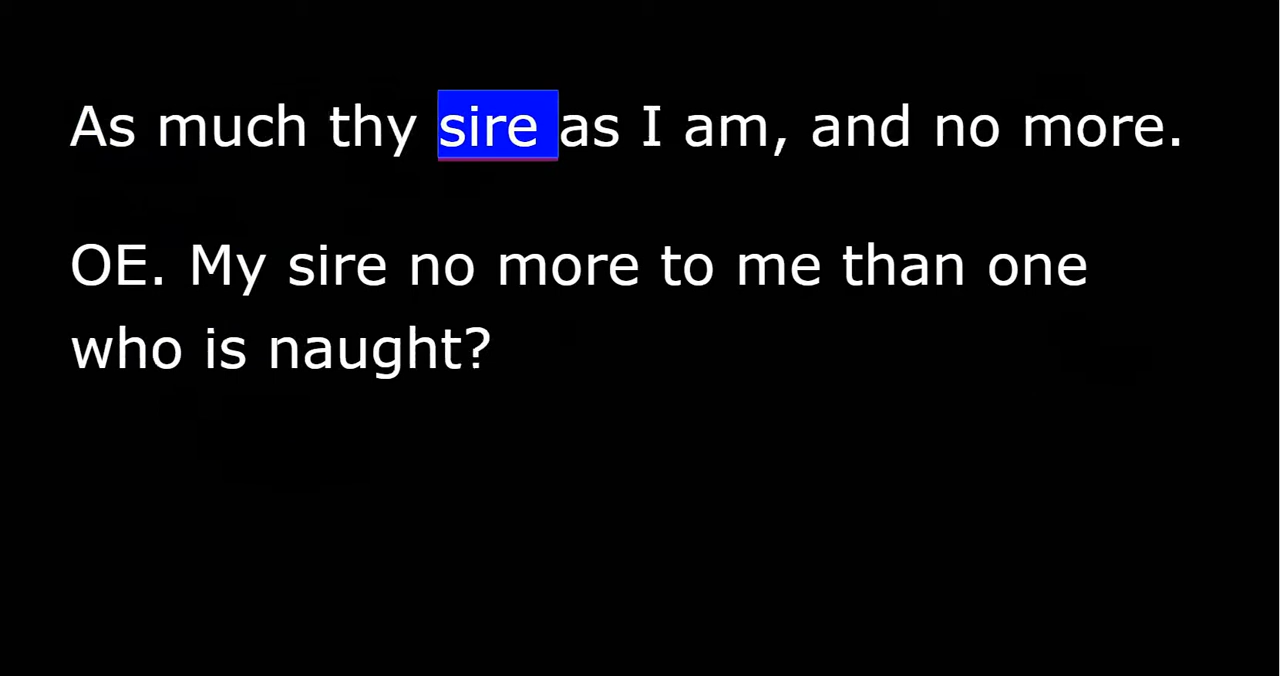 As much thy sire as I am, and no more.
OE. My sire no more to me than one
who is naught?